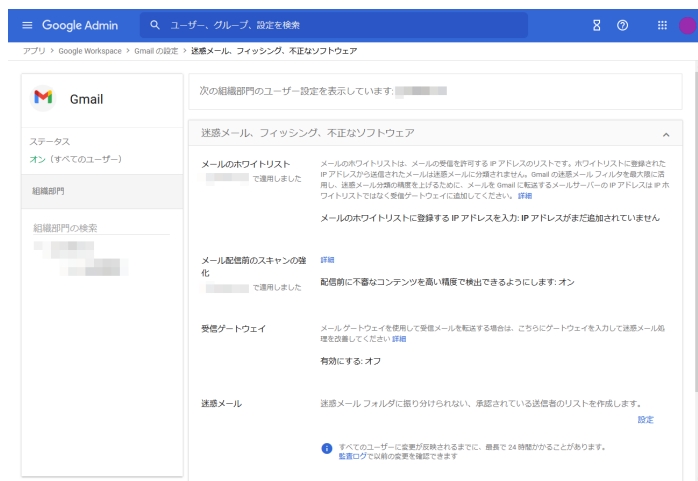 Google Admin
ユーザー、グループ、設定を検索
アプリ > Google Workspace > Gmail の設定 > 迷惑メール、フィッシング、不正なソフトウェア
Gmail
ステータス
オン（すべてのユーザー）
組織部門
組織部門の検索
次の組織部門のユーザー設定を表示しています:
迷惑メール、フィッシング、不正なソフトウェア
メールのホワイトリスト
で適用しました
メールのホワイトリストは、メールの受信を許可する IP アドレスのリストです。ホワイトリストに登録された
IP アドレスから送信されたメールは迷惑メールに分類されません。Gmail の迷惑メール フィルタを最大限に活
用し、迷惑メール分類の精度を上げるために、メールを Gmail に転送するメールサーバーの IP アドレスは IP ホ
ワイトリストではなく受信ゲートウェイに追加してください。 詳細
メールのホワイトリストに登録する IP アドレスを入力: IP アドレスがまだ追加されていません
メール配信前のスキャンの強
化
で適用しました
詳細
配信前に不審なコンテンツを高い精度で検出できるようにします: オン
受信ゲートウェイ
メール ゲートウェイを使用して受信メールを転送する場合は、こちらにゲートウェイを入力して迷惑メール処
理を改善してください 詳細
有効にする: オフ
迷惑メール
迷惑メール フォルダに振り分けられない、承認されている送信者のリストを作成します。
設定
すべてのユーザーに変更が反映されるまでに、最長で 24 時間かかることがあります。
監査ログで以前の変更を確認できます